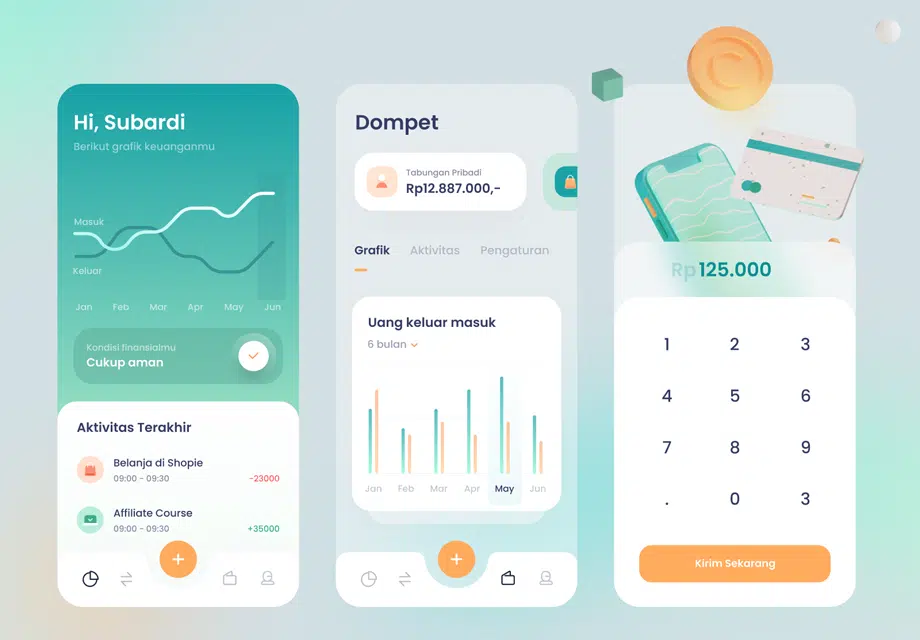 Hi, Subardi
Berikut grafik keuanganmu
Masuk
Keluar
Jan Feb Mar Apr May Jun
Kondisi finansialmu
Cukup aman
Aktivitas Terakhir
Belanja di Shopie
09:00 - 09:30 -23000
Affiliate Course
09:00 - 09:30 +35000
Dompet
Tabungan Pribadi
Rp12.887.000,-
Grafik Aktivitas Pengaturan
Uang keluar masuk
6 bulan
Jan Feb Mar Apr May Jun
Rp 125.000
1 2 3
4 5 6
7 8 9
. 0 3
Kirim Sekarang